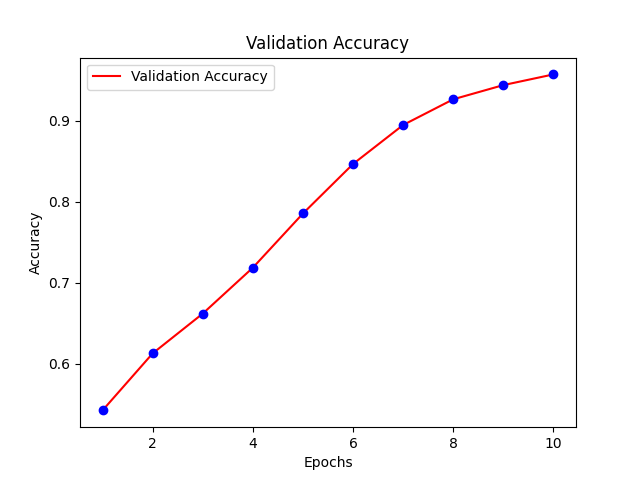 Validation Accuracy
Validation Accuracy
0.9
0.8
0.7
0.6
Accuracy
2 4 6 8 10
Epochs